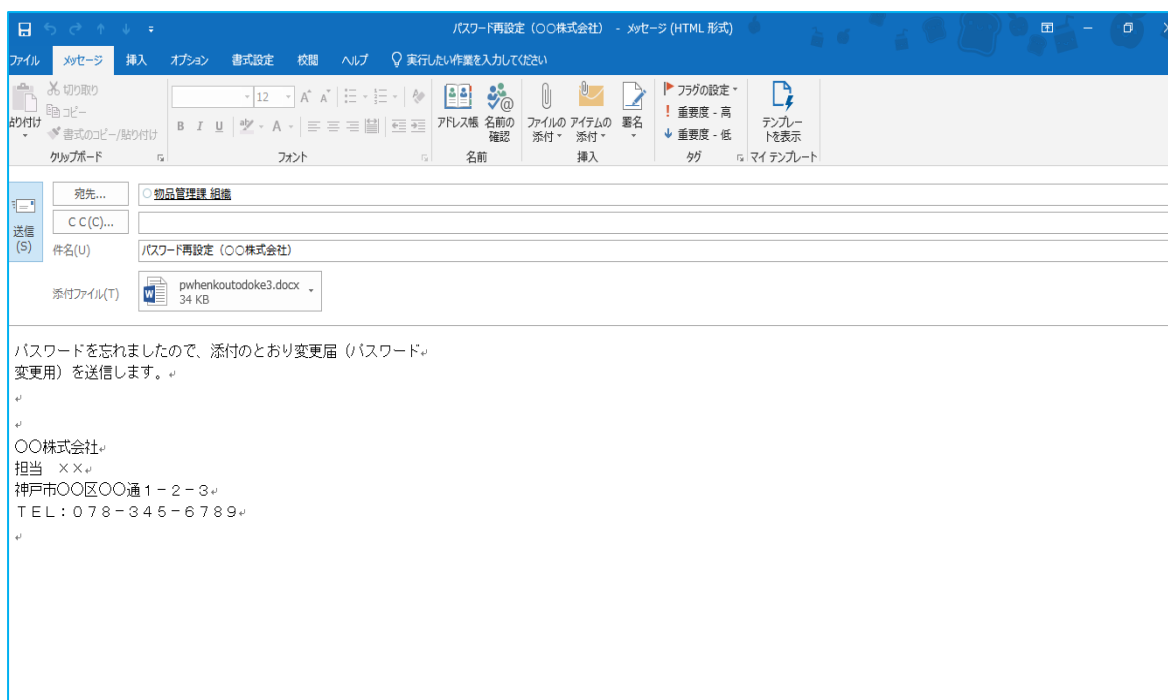 パスワード再設定（〇〇株式会社） - メッセージ (HTML 形式)
ファイル メッセージ 挿入 オプション 書式設定 校閲 ヘルプ 実行したい作業を入力してください
切り取り
コピー
書式のコピー/貼り付け
貼り付け
クリップボード
12
B I U
フォント
アドレス帳 名前の確認
名前
ファイルの添付 アイテムの添付 署名
挿入
フラグの設定
重要度 - 高
重要度 - 低
タグ
テンプレートを表示
マイ テンプレート
送信(S)
宛先... 物品管理課 組織
C C(C)...
件名(U) パスワード再設定（〇〇株式会社）
添付ファイル(T) pwhenkoutodoke3.docx
34 KB
パスワードを忘れましたので、添付のとおり変更届（パスワード
変更用）を送信します。
〇〇株式会社
担当　××
神戸市〇〇区〇〇通１－２－３
ＴＥＬ：０７８－３４５－６７８９